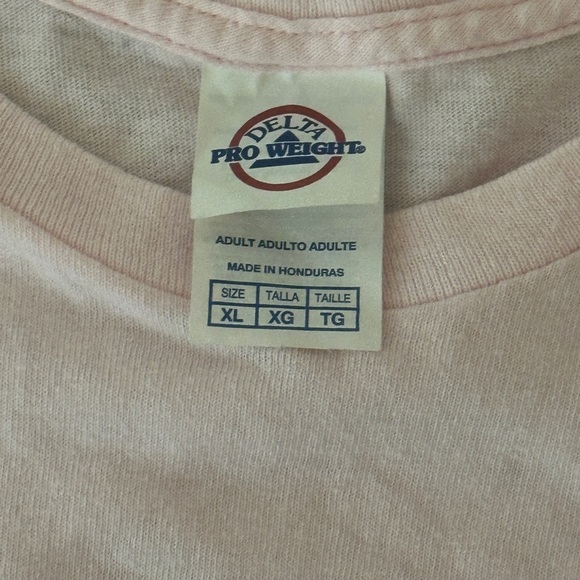 DELTA
PRO WEIGHT®
ADULT ADULTO ADULTE
MADE IN HONDURAS
SIZE TALLA TAILLE
XL XG TG